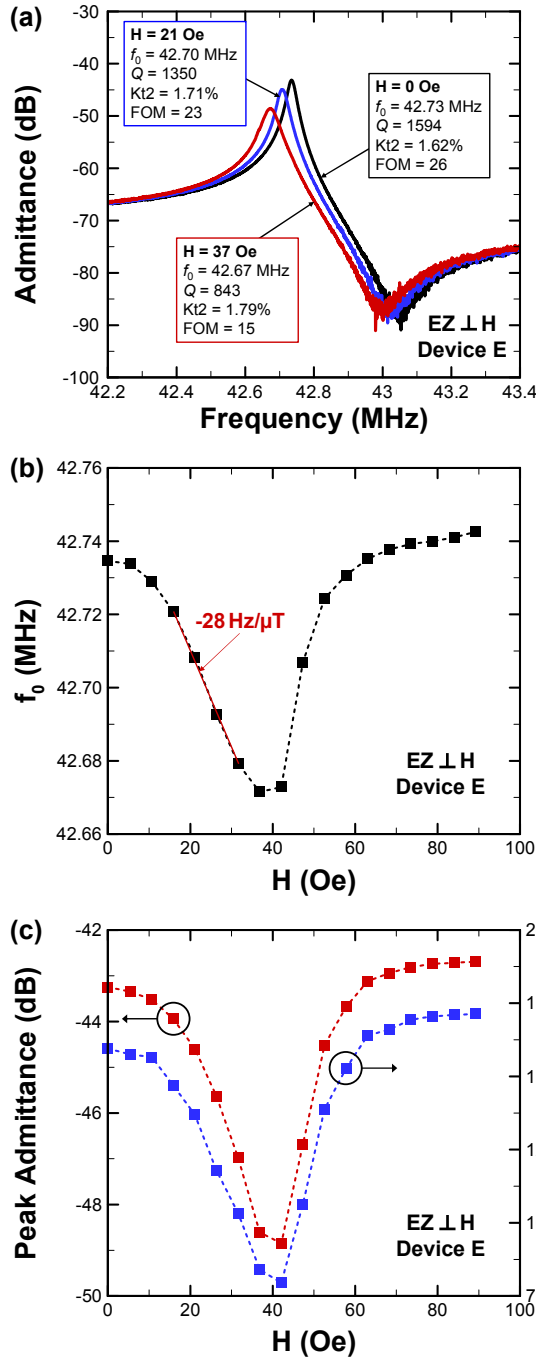 (a)
-30
-40
-50
-60
-70
-80
-90
-100
Admittance (dB)
H = 21 Oe
f0 = 42.70 MHz
Q = 1350
Kt2 = 1.71%
FOM = 23
H = 0 Oe
f0 = 42.73 MHz
Q = 1594
Kt2 = 1.62%
FOM = 26
H = 37 Oe
f0 = 42.67 MHz
Q = 843
Kt2 = 1.79%
FOM = 15
EZ ⊥ H
Device E
42.2 42.4 42.6 42.8 43 43.2 43.4
Frequency (MHz)
(b)
42.76
42.74
42.72
42.70
42.68
42.66
f0 (MHz)
-28 Hz/µT
EZ ⊥ H
Device E
0 20 40 60 80 100
H (Oe)
(c)
-42
-44
-46
-48
-50
Peak Admittance (dB)
2
1
1
1
1
7
EZ ⊥ H
Device E
0 20 40 60 80 100
H (Oe)